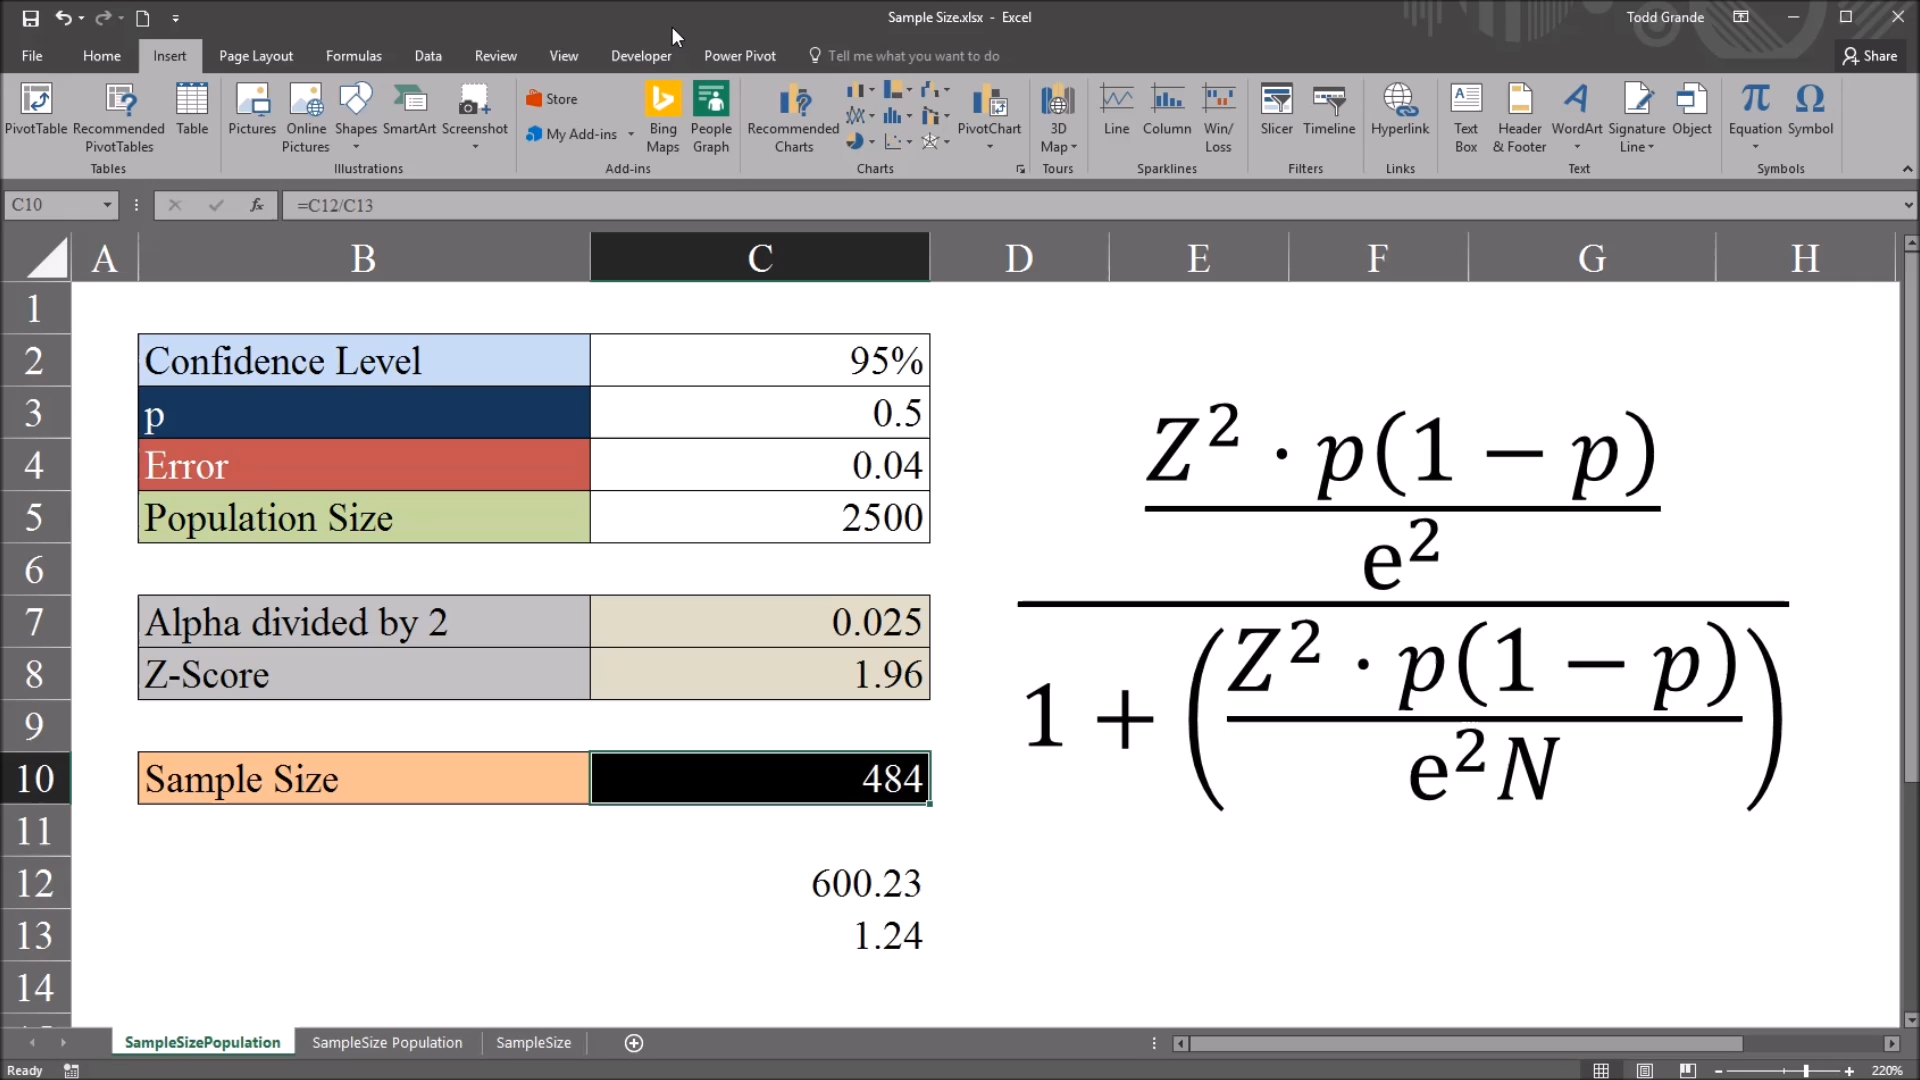 Sample Size.xlsx - Excel
Todd Grande
File Home Insert Page Layout Formulas Data Review View Developer Power Pivot Tell me what you want to do Share
PivotTable
Recommended
PivotTables
Table
Tables
Pictures
Online
Pictures
Shapes
SmartArt
Screenshot
Illustrations
Store
My Add-ins
Bing
Maps
People
Graph
Add-ins
Recommended
Charts
PivotChart
Charts
3D
Map
Tours
Line
Column
Win/
Loss
Sparklines
Slicer
Timeline
Filters
Hyperlink
Links
Text
Box
Header
& Footer
WordArt
Signature
Line
Object
Text
Equation
Symbol
Symbols
C10 fx =C12/C13
A B C D E F G H
1
2 Confidence Level 95%
3 p 0.5
4 Error 0.04
5 Population Size 2500
6
7 Alpha divided by 2 0.025
8 Z-Score 1.96
9
10 Sample Size 484
11
12 600.23
13 1.24
14
Z² · p(1 − p)
e²
1 + (Z² · p(1 − p)
e²N)
SampleSizePopulation SampleSize Population SampleSize
Ready
220%